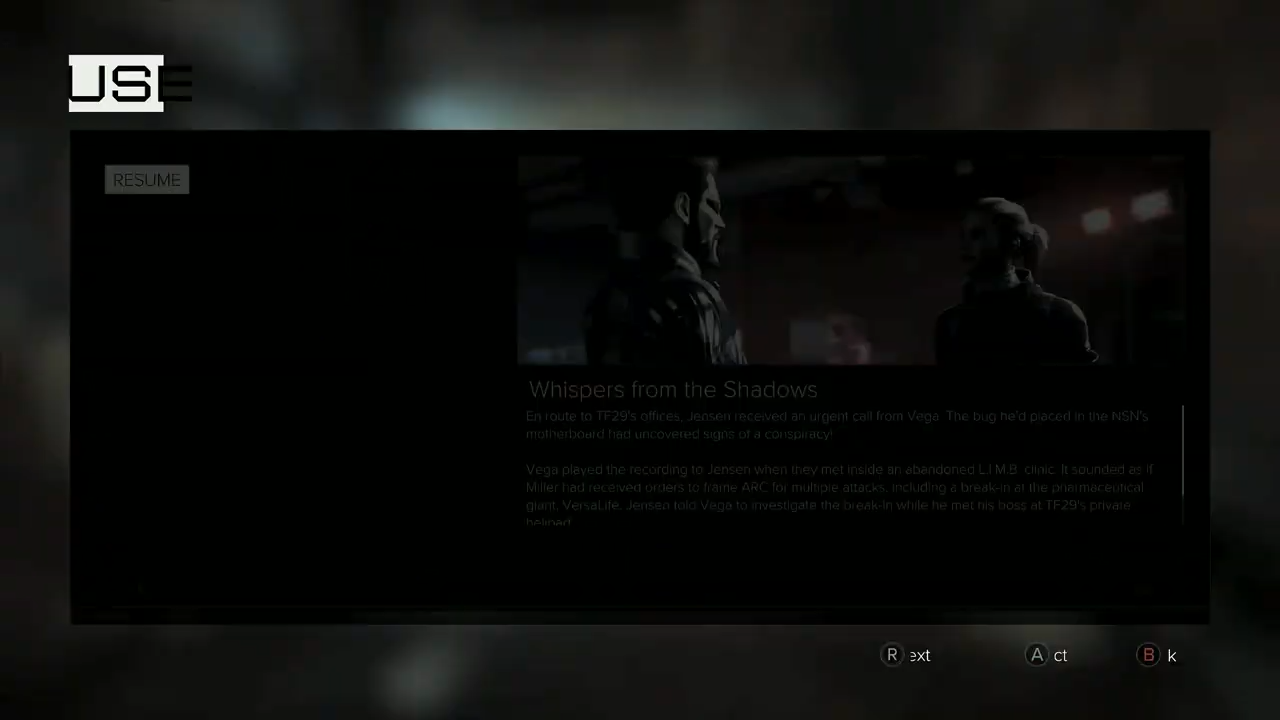 USE
RESUME
Whispers from the Shadows
En route to TF29's offices, Jensen received an urgent call from Vega. The bug he'd placed in the NSN's
motherboard had uncovered signs of a conspiracy!
Vega played the recording to Jensen when they met inside an abandoned L.I.M.B. clinic. It sounded as if
Miller had received orders to frame ARC for multiple attacks, including a break-in at the pharmaceutical
giant, VersaLife. Jensen told Vega to investigate the break-in while he met his boss at TF29's private
helipad.
R ext A ct B k